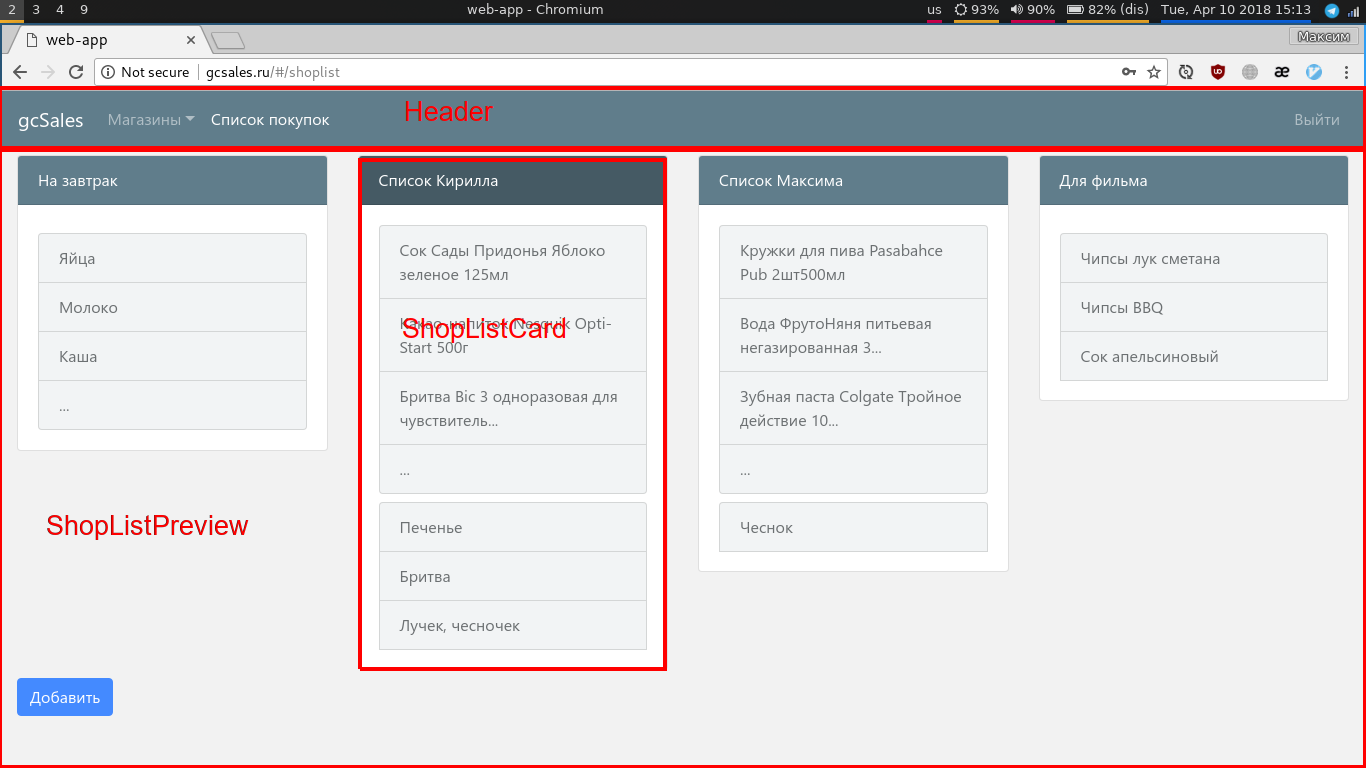 2 3 4 9 web-app - Chromium us 93% 90% 82% (dis) Tue, Apr 10 2018 15:13
web-app Максим
Not secure gcsales.ru/#/shoplist
gcSales Магазины Список покупок Header Выйти
На завтрак
Яйца
Молоко
Каша
...
Список Кирилла
Сок Сады Придонья Яблоко
зеленое 125мл
Какао-напиток Nesquik Opti-
Start 500г
ShopListCard
Бритва Bic 3 одноразовая для
чувствитель...
...
Печенье
Бритва
Лучек, чесночек
Список Максима
Кружки для пива Pasabahce
Pub 2шт500мл
Вода ФрутоНяня питьевая
негазированная 3...
Зубная паста Colgate Тройное
действие 10...
...
Чеснок
Для фильма
Чипсы лук сметана
Чипсы BBQ
Сок апельсиновый
ShopListPreview
Добавить